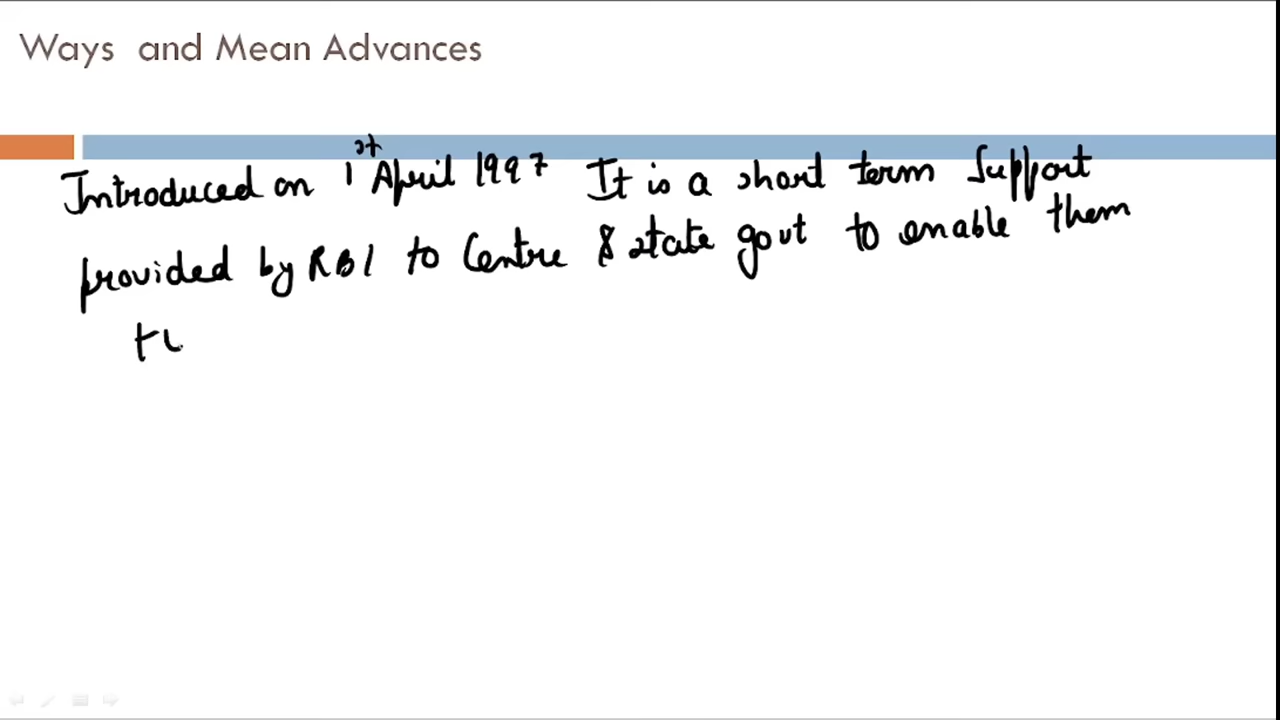 Ways and Mean Advances
Introduced on 1st April 1997 It is a short term Support
provided by RBI to Centre & state govt to enable them